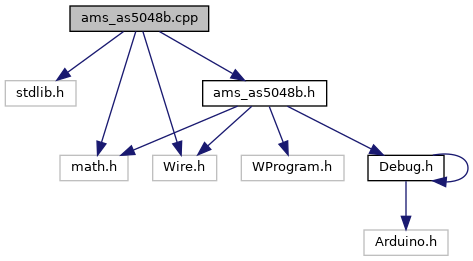 ams_as5048b.cpp
stdlib.h
ams_as5048b.h
math.h
Wire.h
WProgram.h
Debug.h
Arduino.h